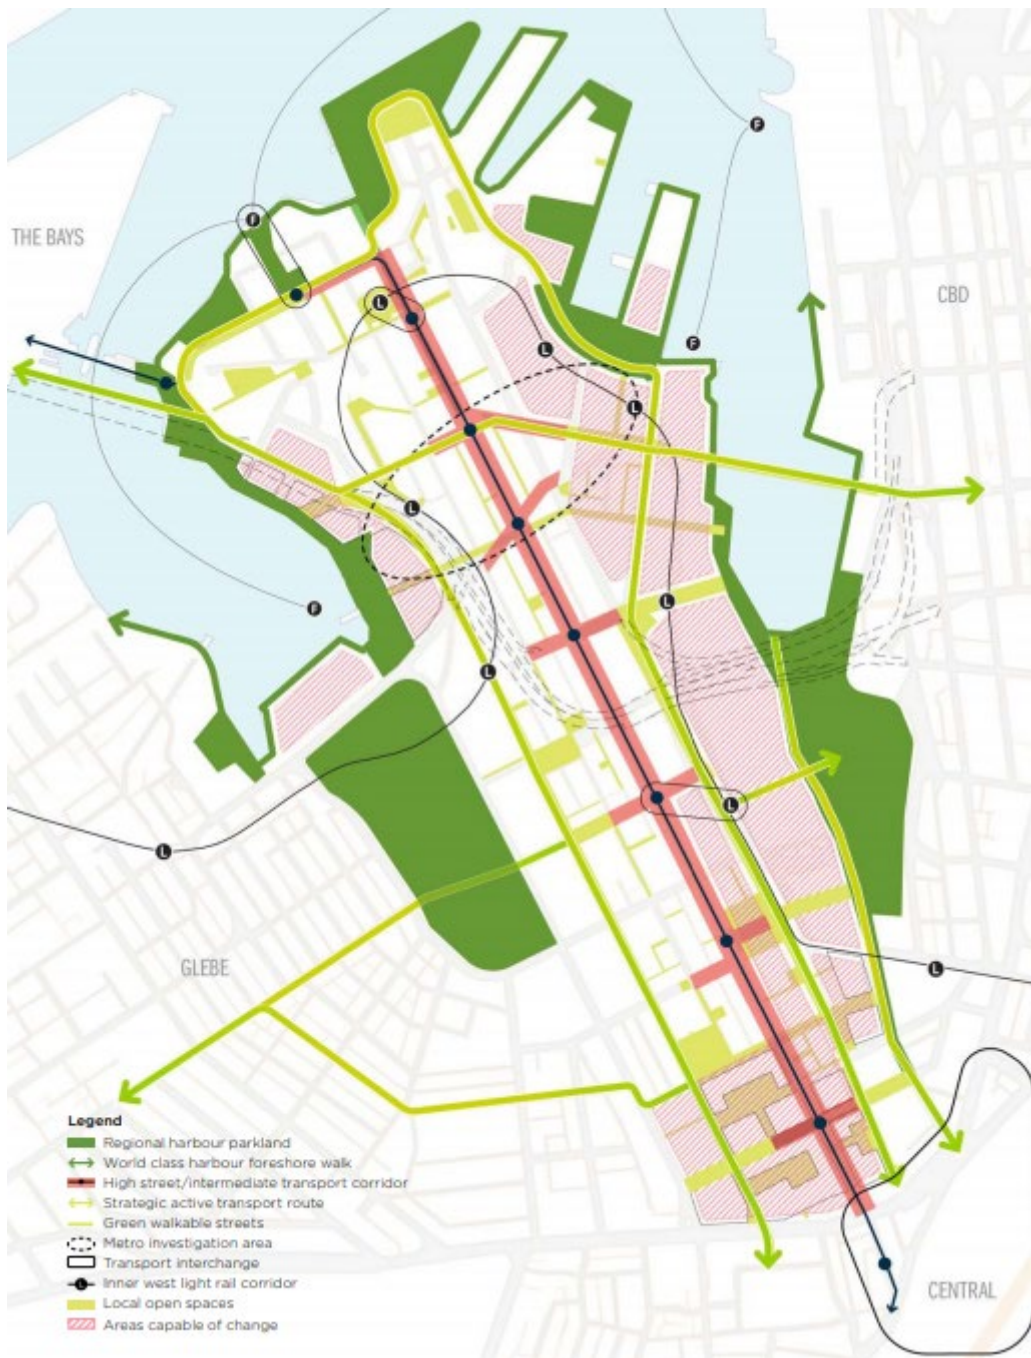 F
F
THE BAYS
F
CBD
L
F
L
L
L
F
L
L
L
L
GLEBE
L
Legend
Regional harbour parkland
World class harbour foreshore walk
High street/intermediate transport corridor
Strategic active transport route
Green walkable streets
Metro investigation area
Transport interchange
L Inner west light rail corridor
Local open spaces
CENTRAL
Areas capable of change